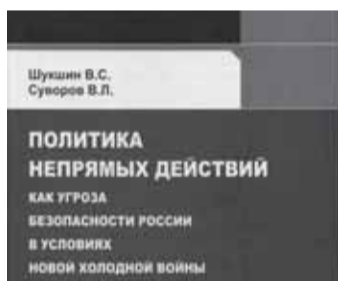 Шукшин В.С.
Суворов В.Л.
ПОЛИТИКА
НЕПРЯМЫХ ДЕЙСТВИЙ
КАК УГРОЗА
БЕЗОПАСНОСТИ РОССИИ
В УСЛОВИЯХ
НОВОЙ ХОЛОДНОЙ ВОЙНЫ